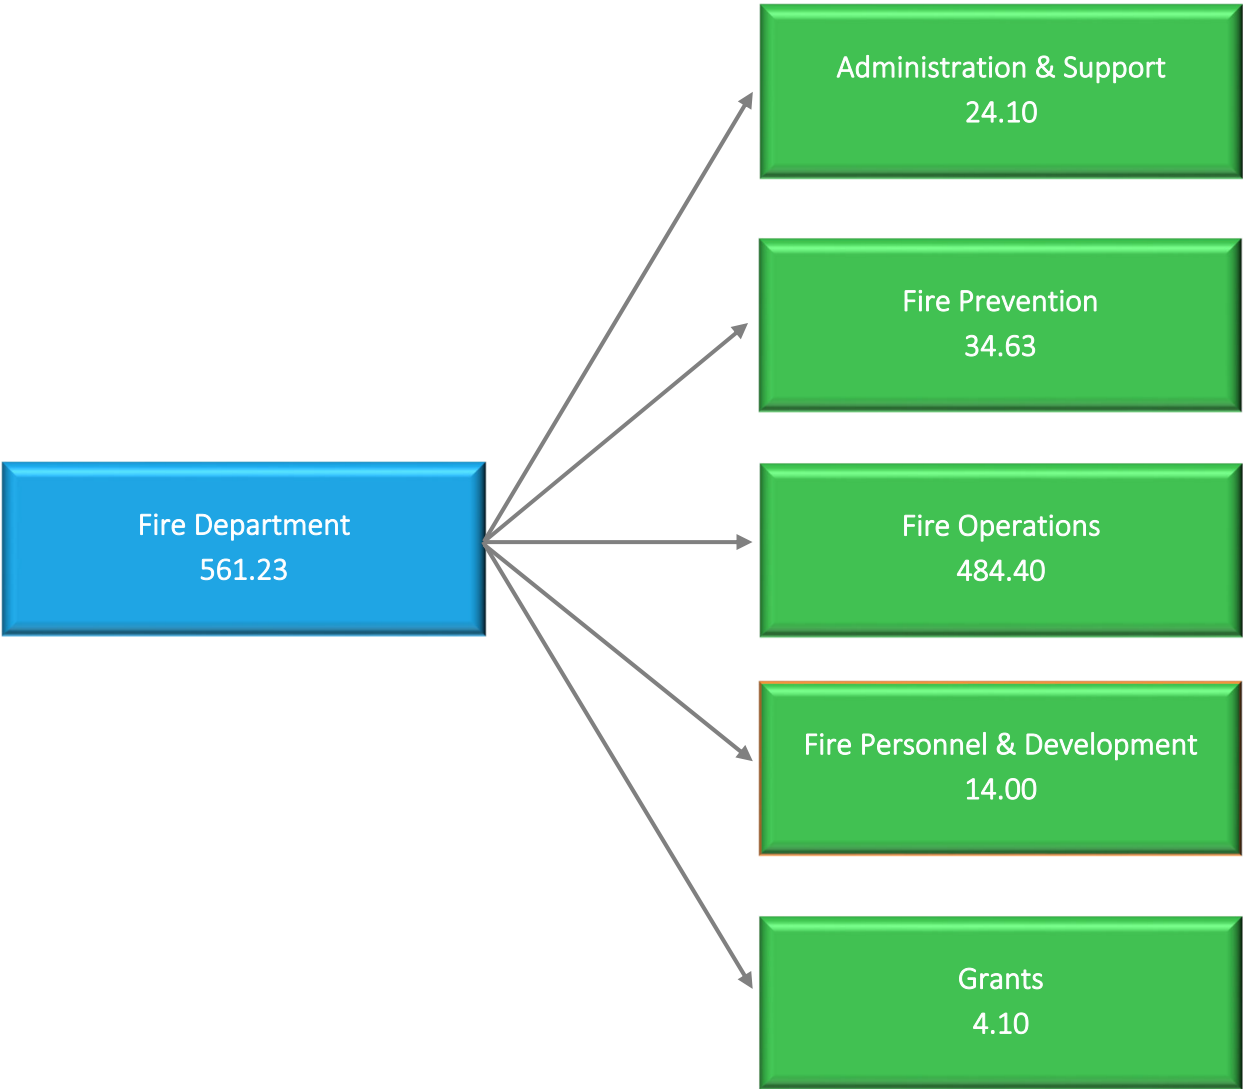 Administration & Support
24.10
Fire Prevention
34.63
Fire Department
561.23
Fire Operations
484.40
Fire Personnel & Development
14.00
Grants
4.10